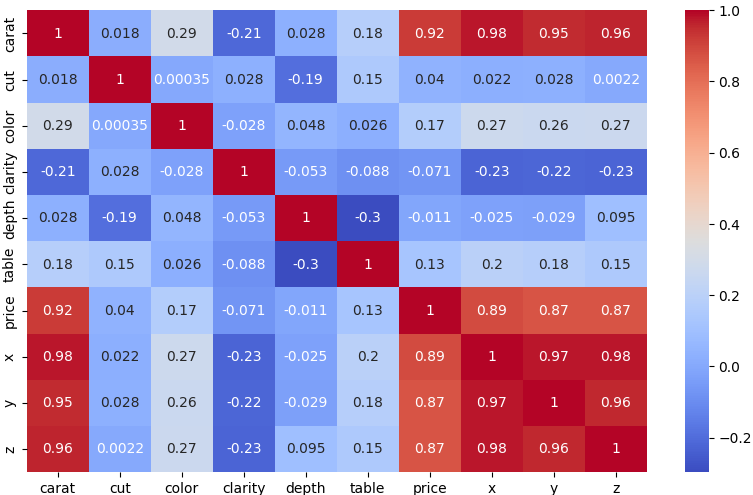 carat 1 0.018 0.29 -0.21 0.028 0.18 0.92 0.98 0.95 0.96
cut 0.018 1 0.00035 0.028 -0.19 0.15 0.04 0.022 0.028 0.0022
color 0.29 0.00035 1 -0.028 0.048 0.026 0.17 0.27 0.26 0.27
clarity -0.21 0.028 -0.028 1 -0.053 -0.088 -0.071 -0.23 -0.22 -0.23
depth 0.028 -0.19 0.048 -0.053 1 -0.3 -0.011 -0.025 -0.029 0.095
table 0.18 0.15 0.026 -0.088 -0.3 1 0.13 0.2 0.18 0.15
price 0.92 0.04 0.17 -0.071 -0.011 0.13 1 0.89 0.87 0.87
x 0.98 0.022 0.27 -0.23 -0.025 0.2 0.89 1 0.97 0.98
y 0.95 0.028 0.26 -0.22 -0.029 0.18 0.87 0.97 1 0.96
z 0.96 0.0022 0.27 -0.23 0.095 0.15 0.87 0.98 0.96 1
carat cut color clarity depth table price x y z
1.0
0.8
0.6
0.4
0.2
0.0
−0.2